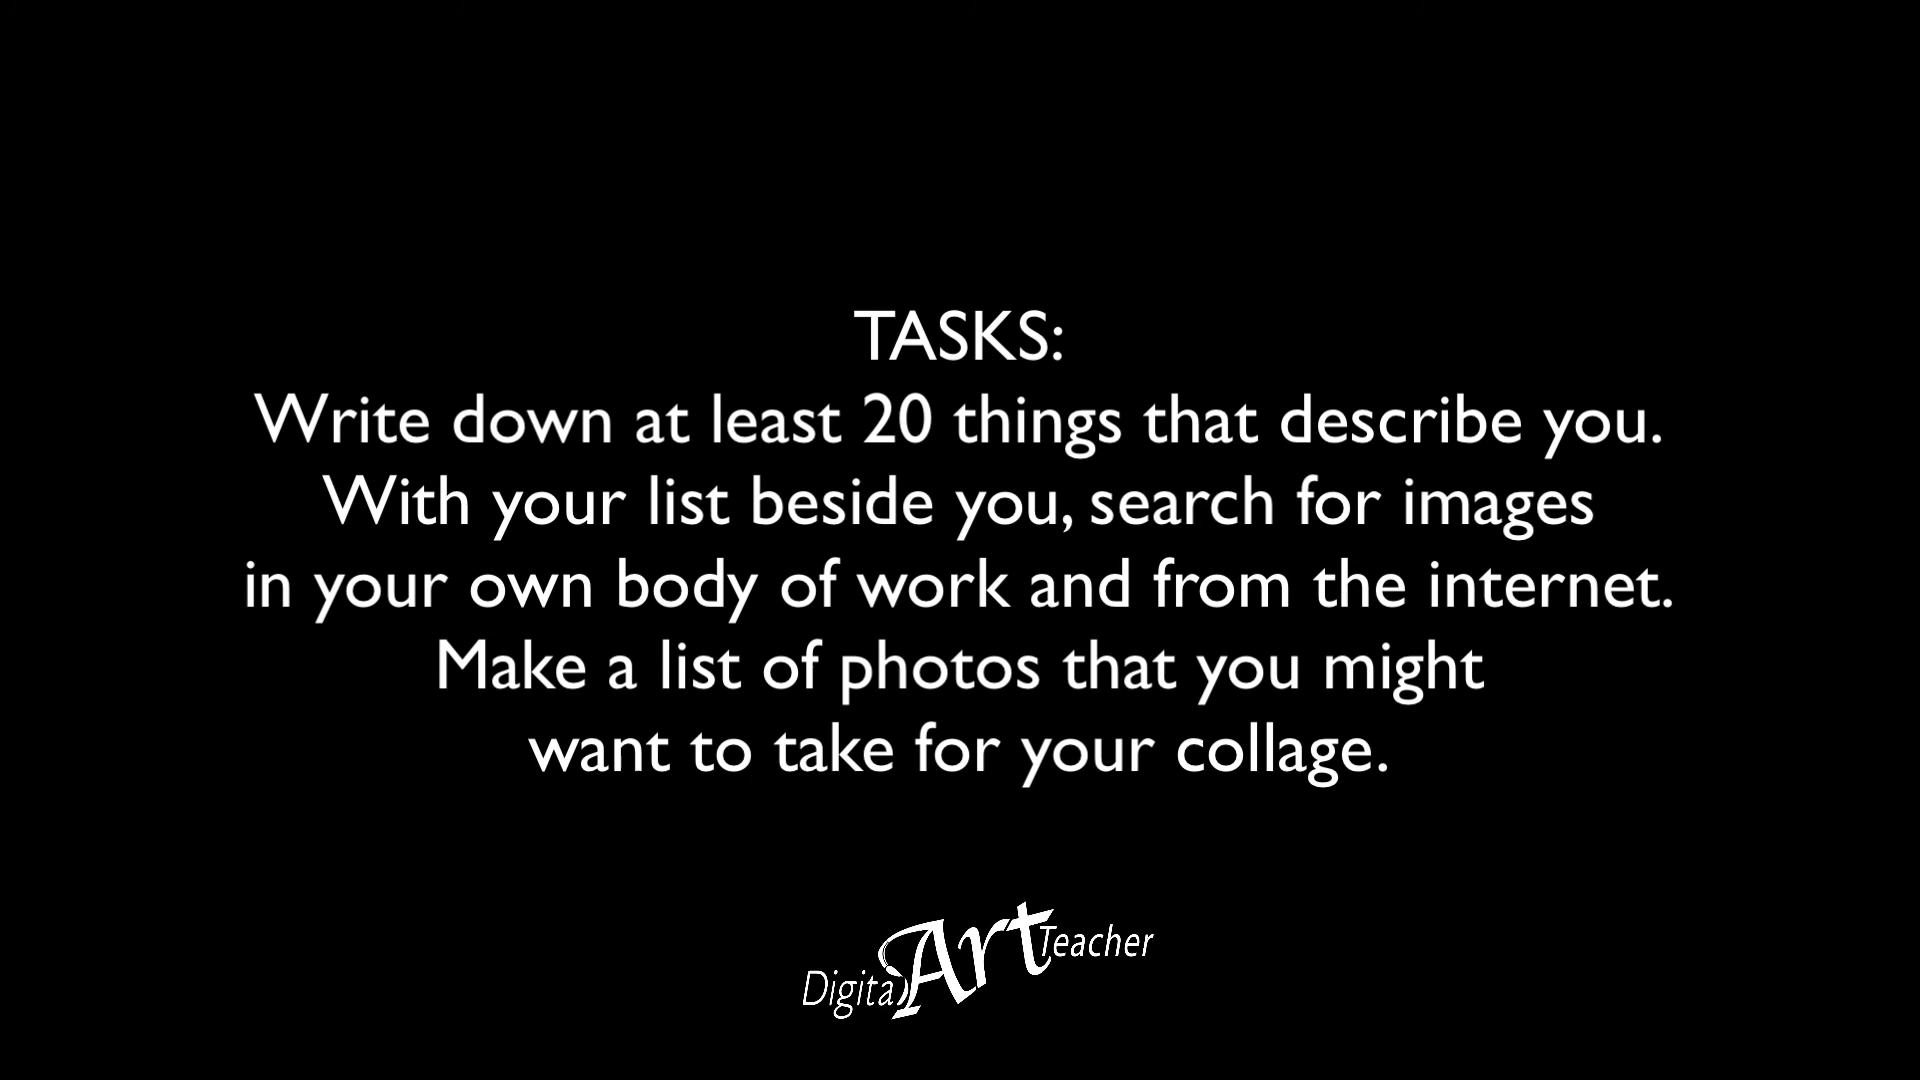 TASKS:
Write down at least 20 things that describe you.
With your list beside you, search for images
in your own body of work and from the internet.
Make a list of photos that you might
want to take for your collage.
Digital Art Teacher